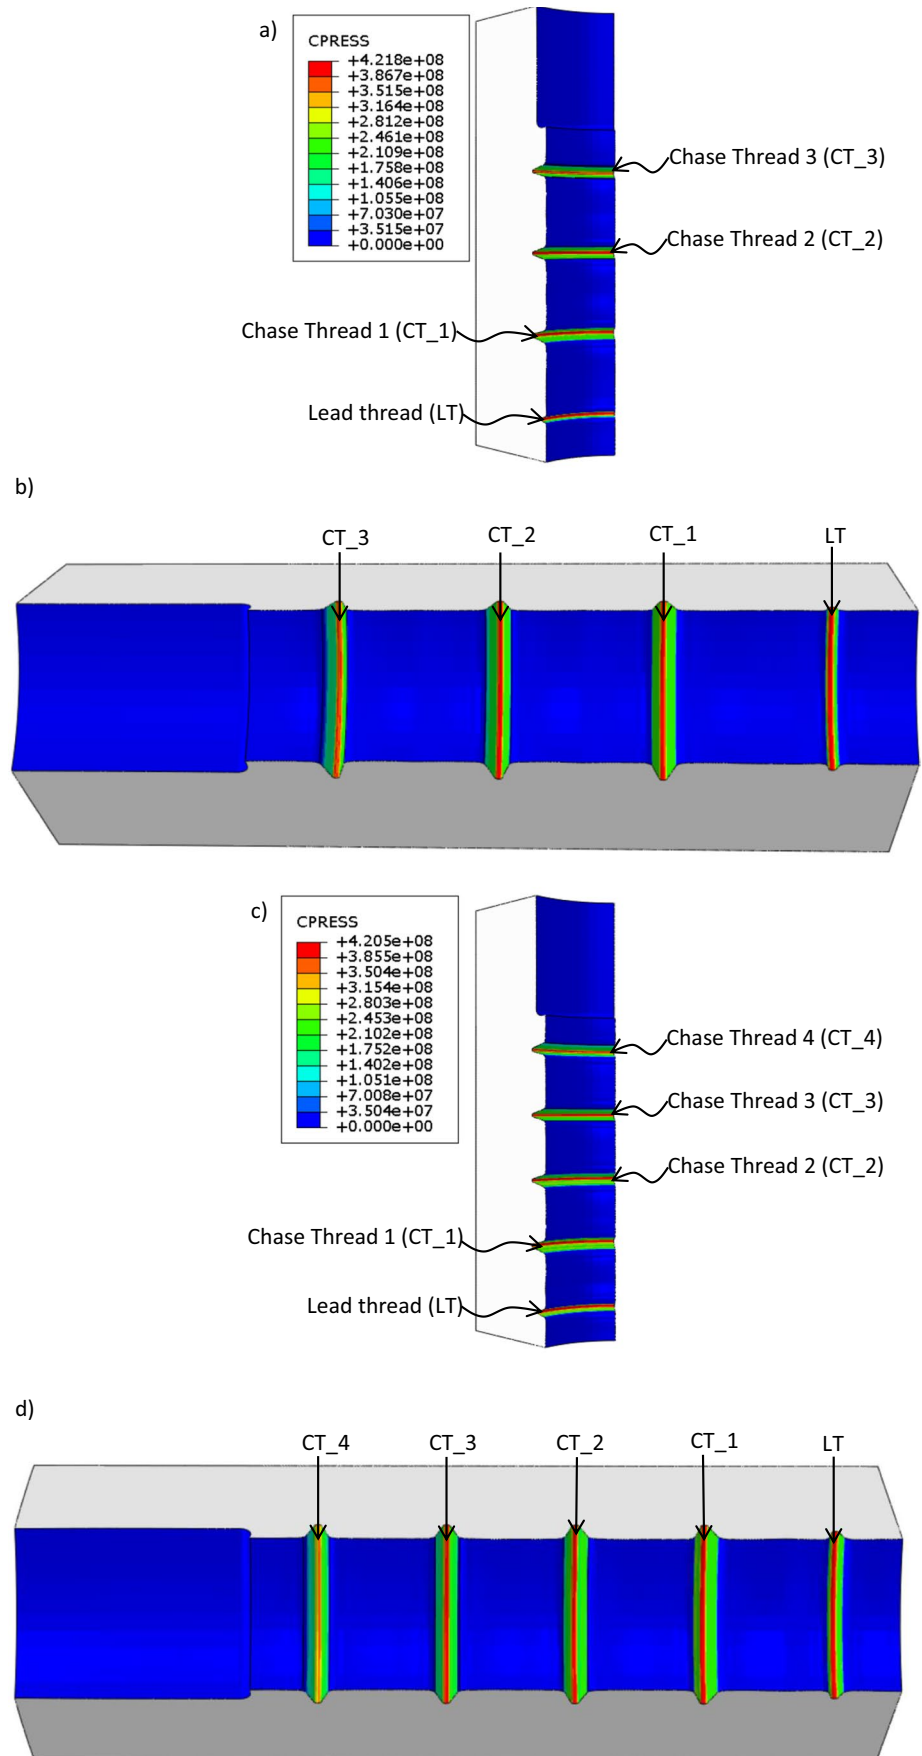 a)
CPRESS
+4.218e+08
+3.867e+08
+3.515e+08
+3.164e+08
+2.812e+08
+2.461e+08
+2.109e+08
+1.758e+08
+1.406e+08
+1.055e+08
+7.030e+07
+3.515e+07
+0.000e+00
Chase Thread 3 (CT_3)
Chase Thread 2 (CT_2)
Chase Thread 1 (CT_1)
Lead thread (LT)
b)
CT_3
CT_2
CT_1
LT
c)
CPRESS
+4.205e+08
+3.855e+08
+3.504e+08
+3.154e+08
+2.803e+08
+2.453e+08
+2.102e+08
+1.752e+08
+1.402e+08
+1.051e+08
+7.008e+07
+3.504e+07
+0.000e+00
Chase Thread 4 (CT_4)
Chase Thread 3 (CT_3)
Chase Thread 2 (CT_2)
Chase Thread 1 (CT_1)
Lead thread (LT)
d)
CT_4
CT_3
CT_2
CT_1
LT